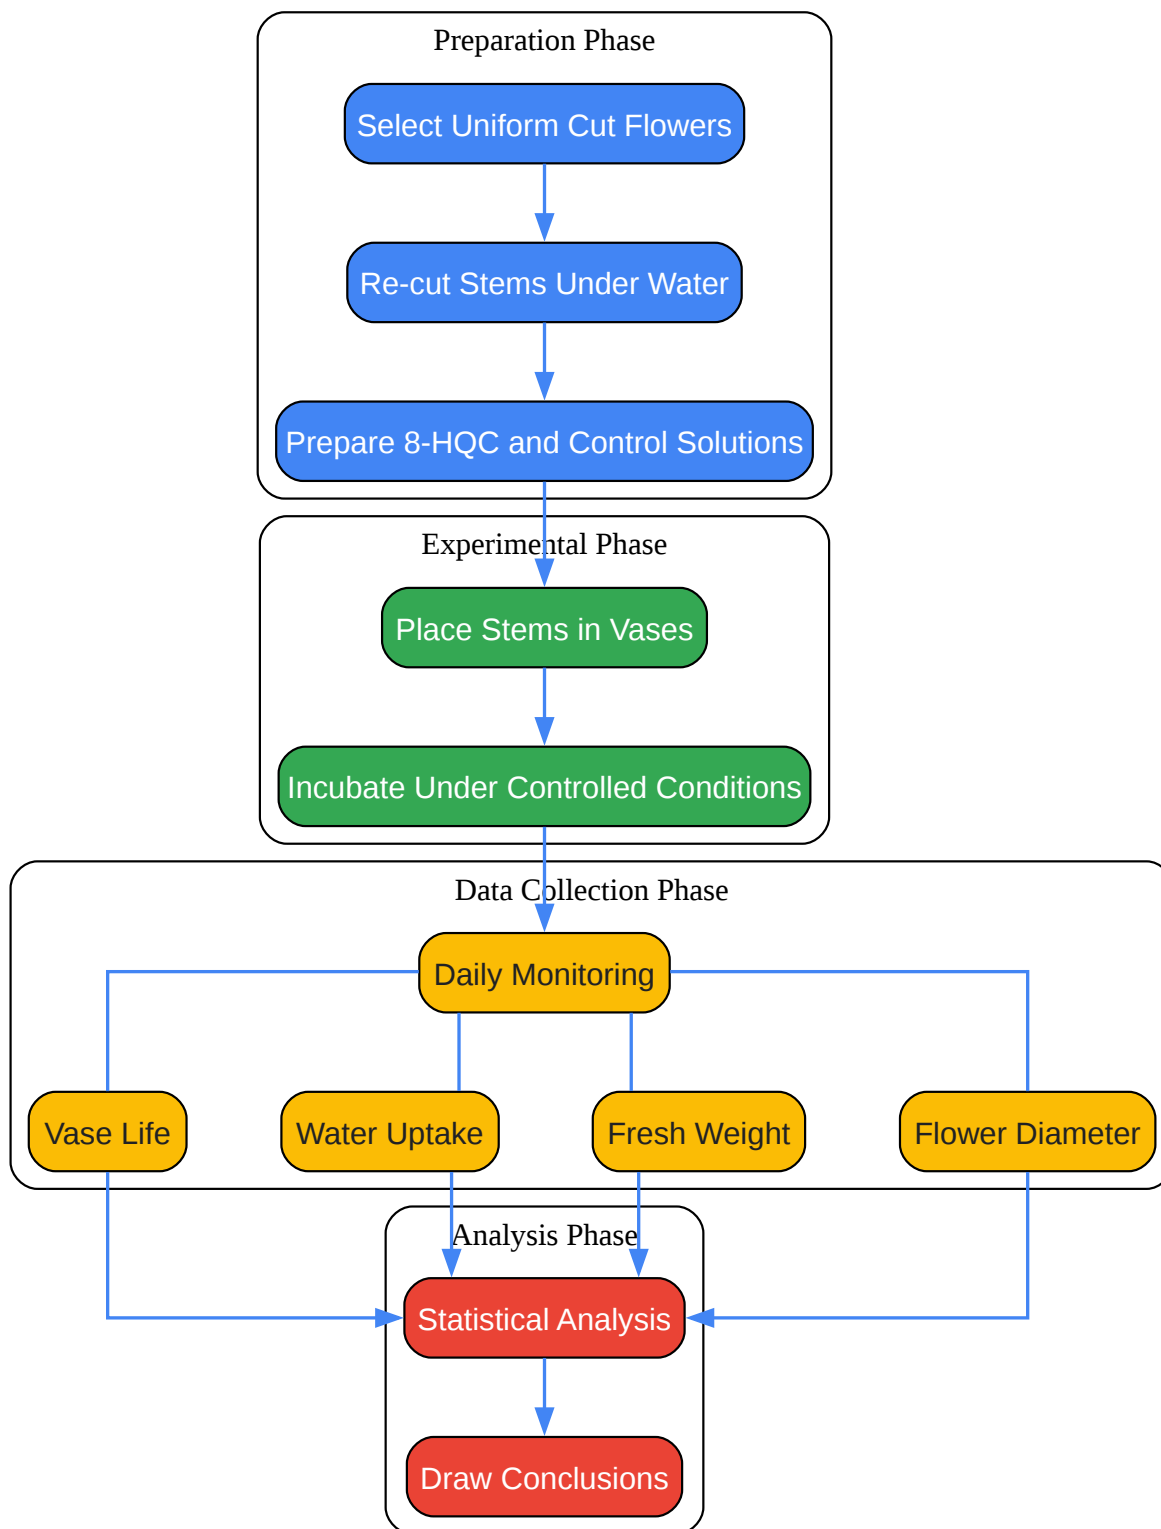 Preparation Phase
Select Uniform Cut Flowers
Re-cut Stems Under Water
Prepare 8-HQC and Control Solutions
Experimental Phase
Place Stems in Vases
Incubate Under Controlled Conditions
Data Collection Phase
Daily Monitoring
Vase Life
Water Uptake
Fresh Weight
Flower Diameter
Analysis Phase
Statistical Analysis
Draw Conclusions